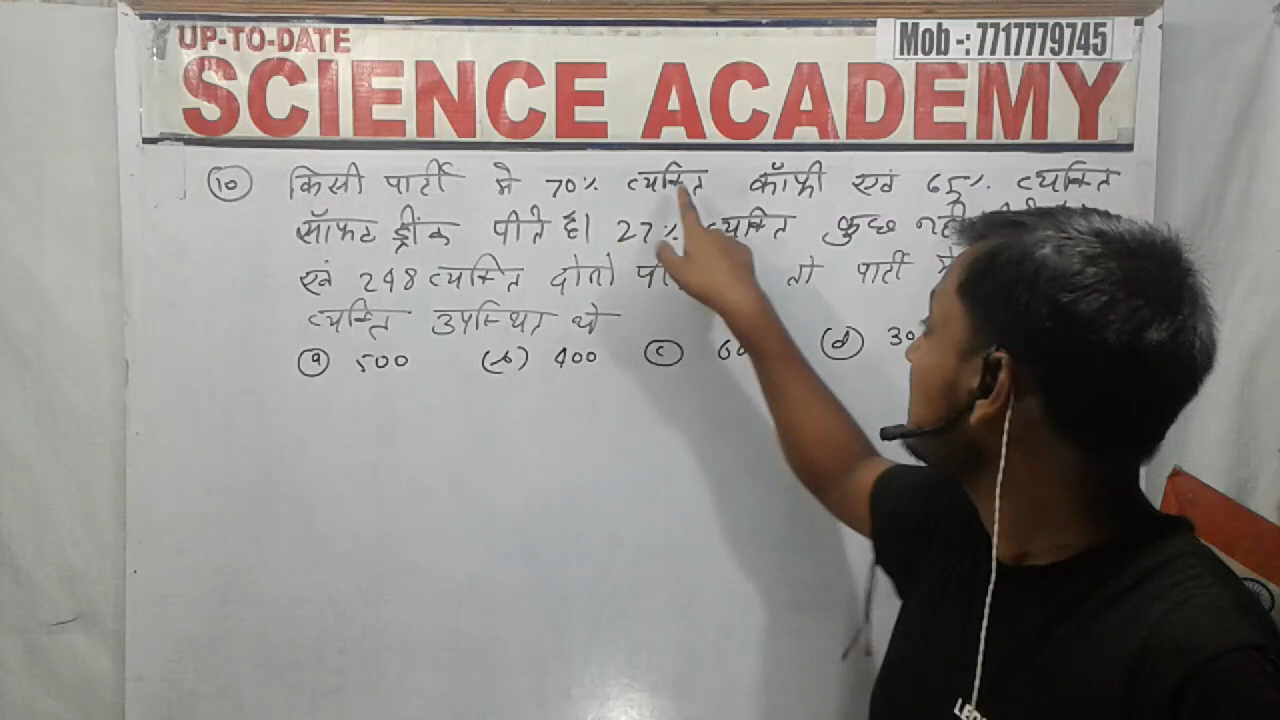 UP-TO-DATE
Mob -: 7717779745
SCIENCE ACADEMY
10 किसी पार्टी मे 70% व्यक्ति कॉफी एवं 65% व्यक्ति
सॉफ्ट ड्रींक पीते है। 27% व्यक्ति कुछ नही
एवं 248 व्यक्ति दोनो तो पार्टी मे
व्यक्ति उपस्थित थे
(a) 500 (b) 400 (c) (d)